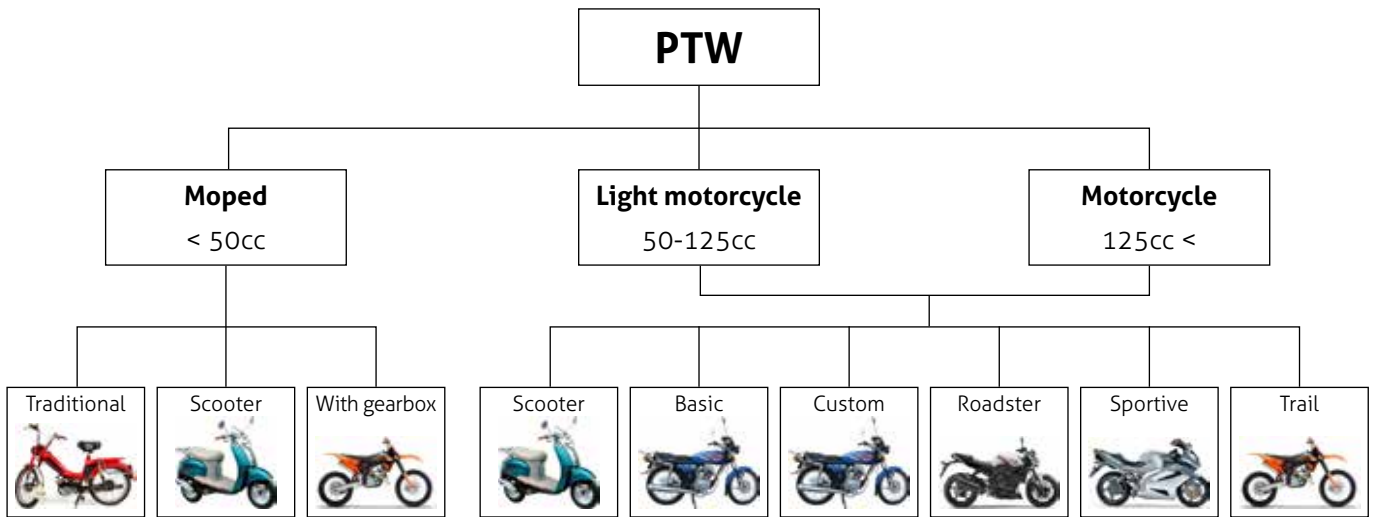 PTW
Moped
< 50cc
Light motorcycle
50-125cc
Motorcycle
125cc <
Traditional
Scooter
With gearbox
Scooter
Basic
Custom
Roadster
Sportive
Trail